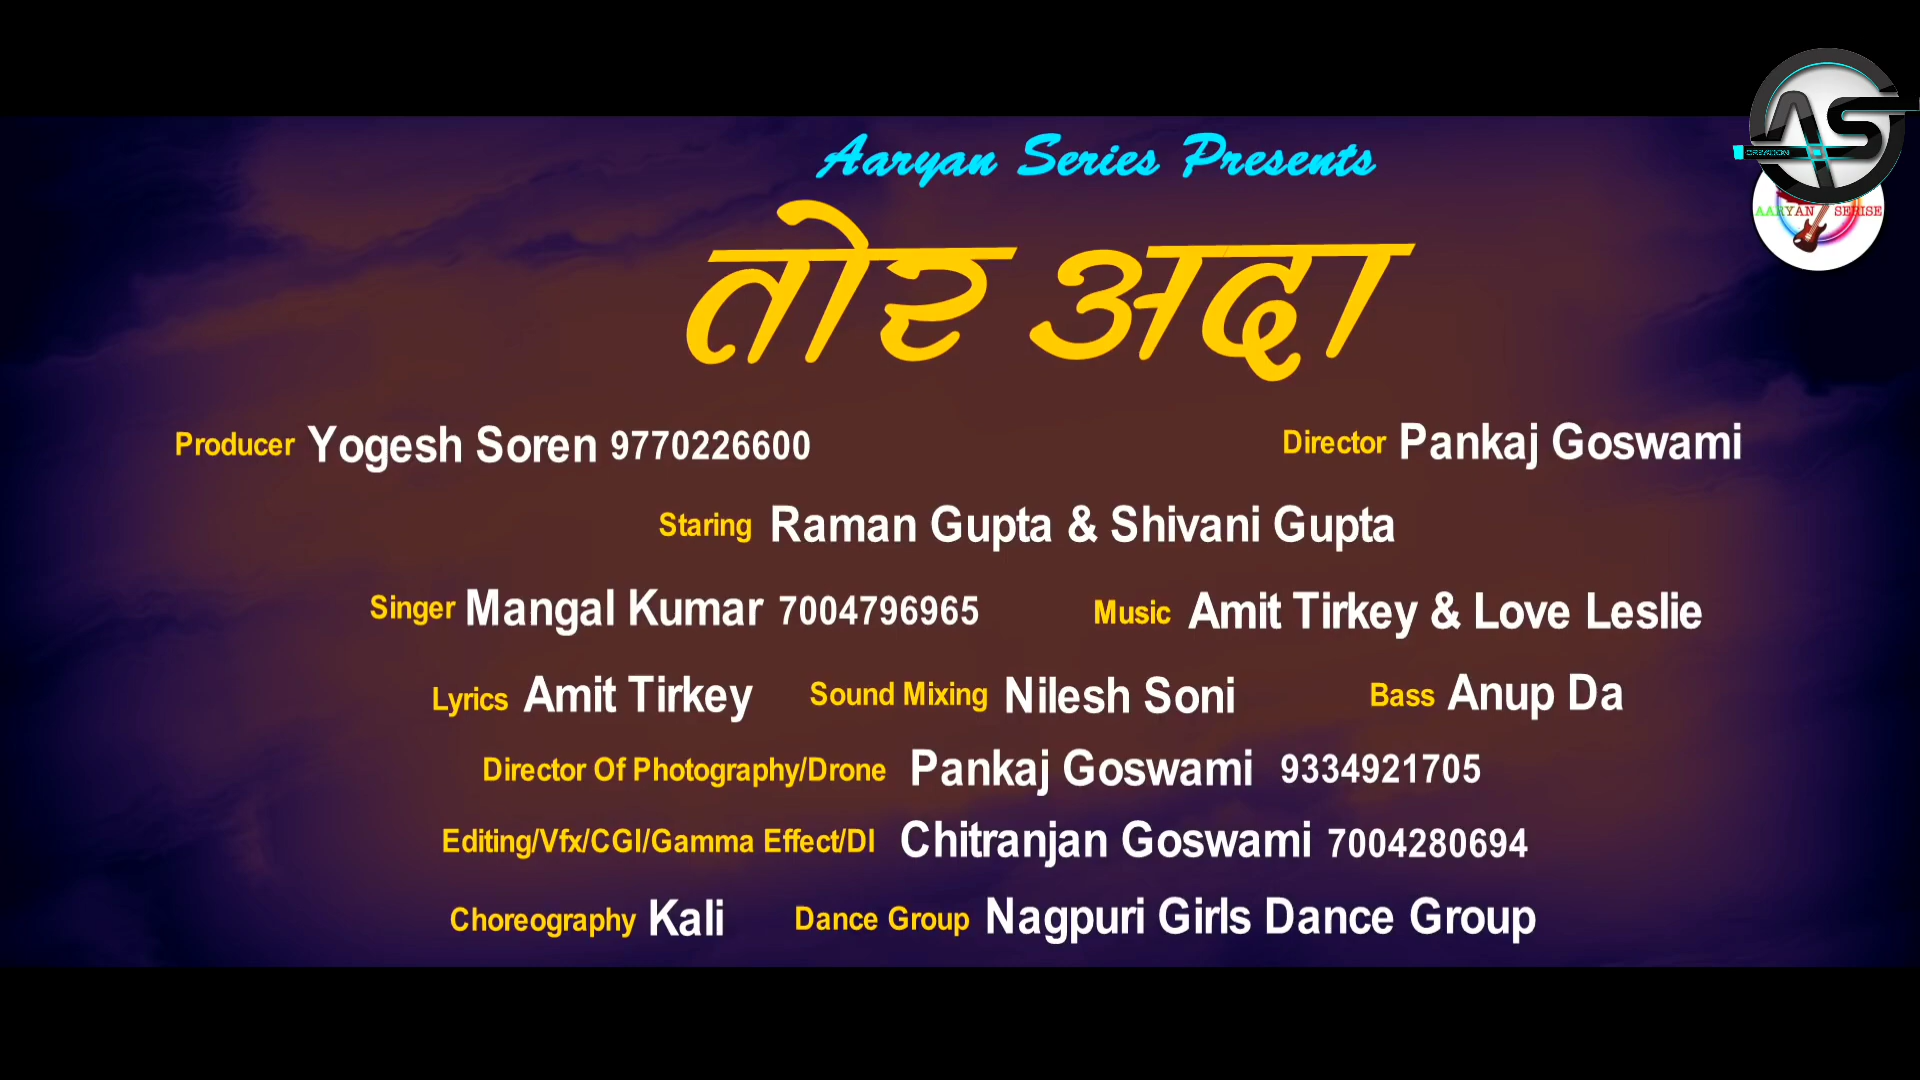 Aaryan Series Presents
तोर अदा
Producer Yogesh Soren 9770226600 Director Pankaj Goswami
Staring Raman Gupta & Shivani Gupta
Singer Mangal Kumar 7004796965 Music Amit Tirkey & Love Leslie
Lyrics Amit Tirkey Sound Mixing Nilesh Soni Bass Anup Da
Director Of Photography/Drone Pankaj Goswami 9334921705
Editing/Vfx/CGI/Gamma Effect/DI Chitranjan Goswami 7004280694
Choreography Kali Dance Group Nagpuri Girls Dance Group
AS
CREATION
AARYAN SERISE